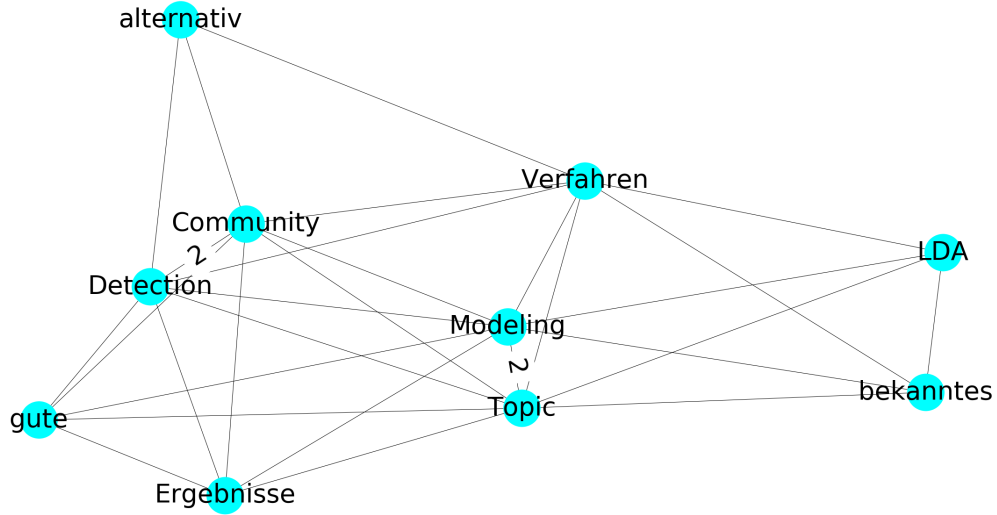 alternativ
Verfahren
Community
2
LDA
Detection
Modeling
2
bekanntes
Topic
gute
Ergebnisse